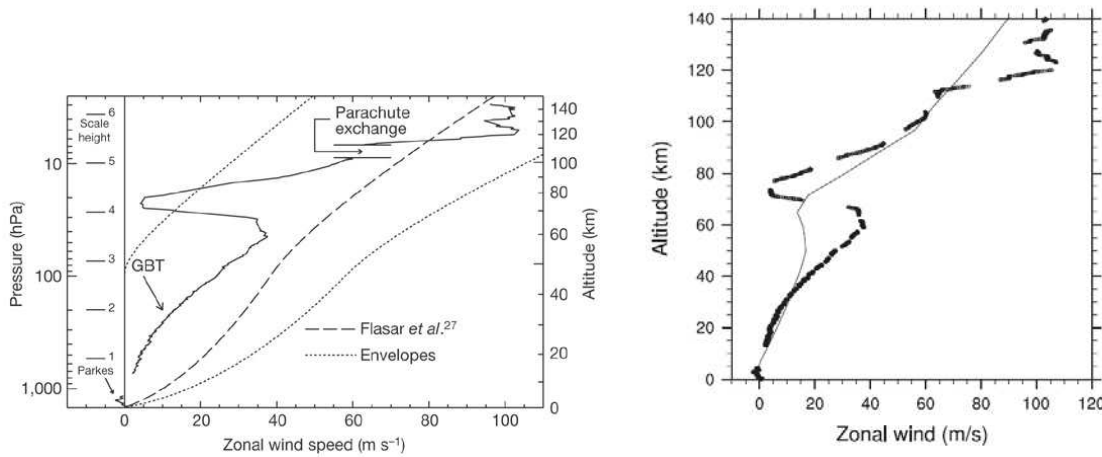 Parachute
exchange
6
Scale
height
5
4
3
2
1
GBT
Parkes
Flasar et al.27
Envelopes
10
100
1,000
Pressure (hPa)
140
120
100
80
60
40
20
0
Altitude (km)
0 20 40 60 80 100
Zonal wind speed (m s⁻¹)
140
120
100
80
60
40
20
0
Altitude (km)
0 20 40 60 80 100 120
Zonal wind (m/s)